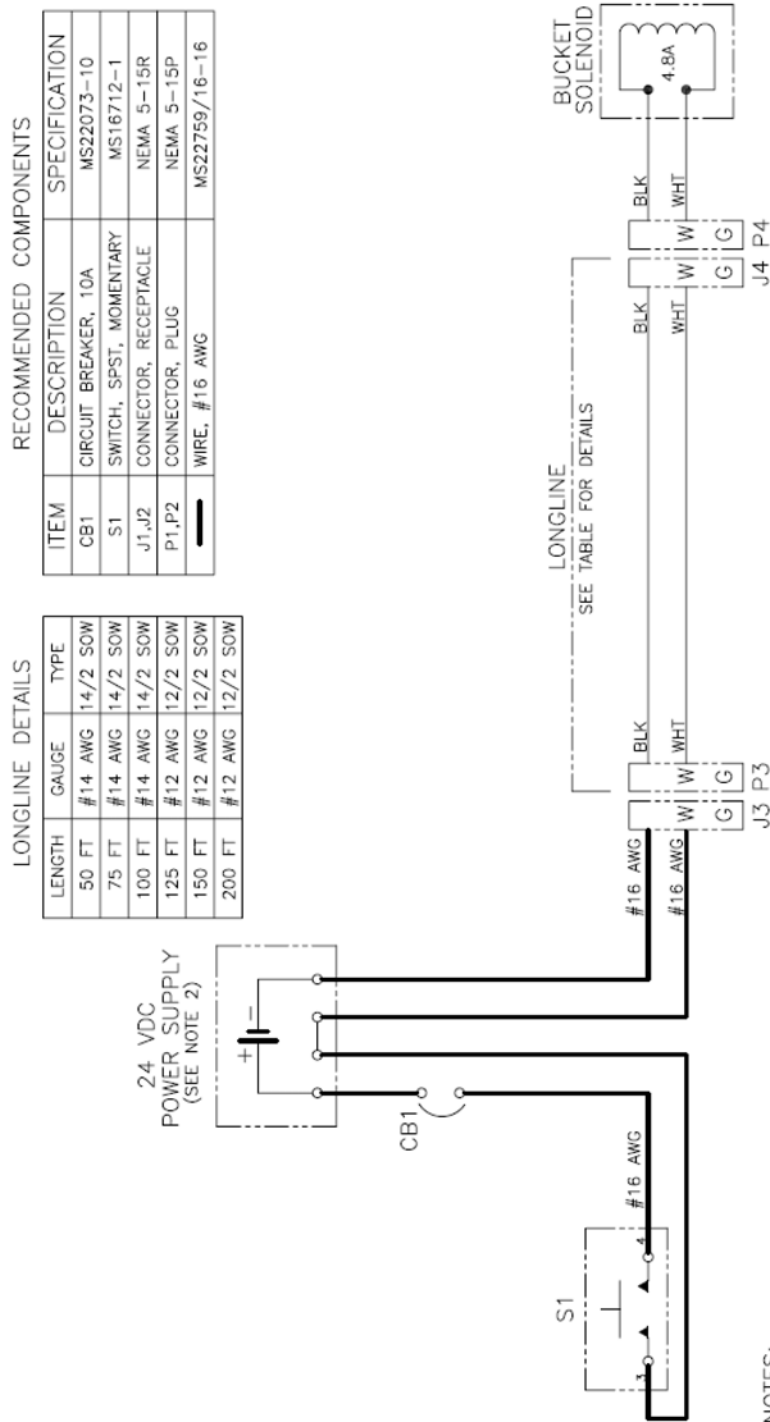 LONGLINE DETAILS
LENGTH GAUGE TYPE
50 FT #14 AWG 14/2 SOW
75 FT #14 AWG 14/2 SOW
100 FT #14 AWG 14/2 SOW
125 FT #12 AWG 12/2 SOW
150 FT #12 AWG 12/2 SOW
200 FT #12 AWG 12/2 SOW
RECOMMENDED COMPONENTS
ITEM DESCRIPTION SPECIFICATION
CB1 CIRCUIT BREAKER, 10A MS22073-10
S1 SWITCH, SPST, MOMENTARY MS16712-1
J1,J2 CONNECTOR, RECEPTACLE NEMA 5-15R
P1,P2 CONNECTOR, PLUG NEMA 5-15P
WIRE, #16 AWG MS22759/16-16
24 VDC
POWER SUPPLY
(SEE NOTE 2)
+ -
CB1
S1
3 4
#16 AWG
#16 AWG
#16 AWG
LONGLINE
SEE TABLE FOR DETAILS
BLK BLK BLK
WHT WHT WHT
W W W W
G G G G
J3 P3 J4 P4
BUCKET
SOLENOID
4.8A
NOTES: